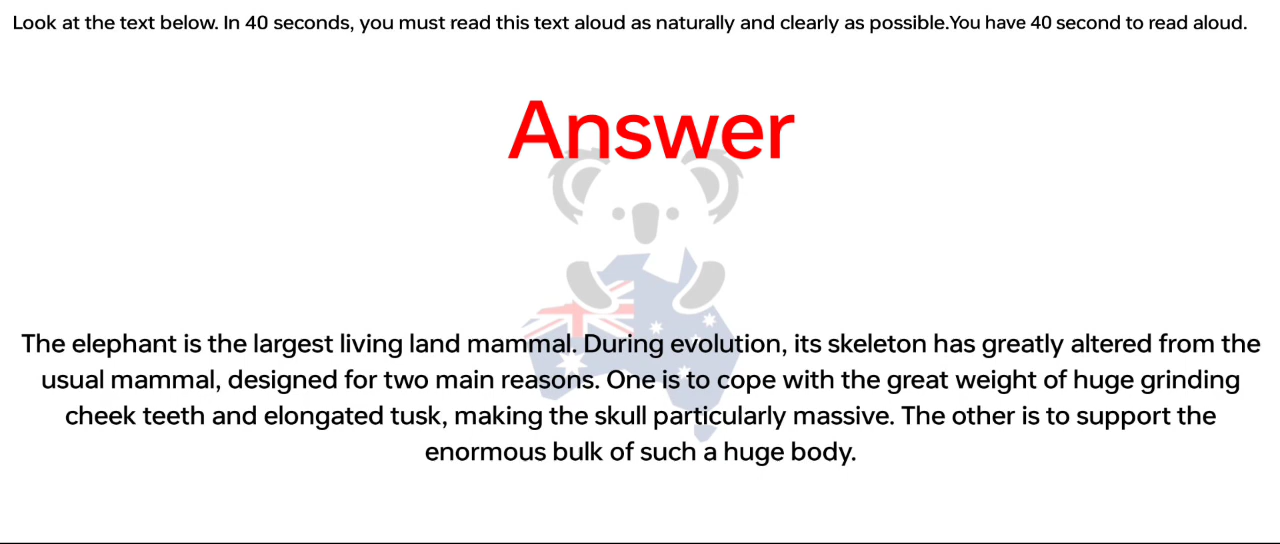 Look at the text below. In 40 seconds, you must read this text aloud as naturally and clearly as possible.You have 40 second to read aloud.
Answer
The elephant is the largest living land mammal. During evolution, its skeleton has greatly altered from the
usual mammal, designed for two main reasons. One is to cope with the great weight of huge grinding
cheek teeth and elongated tusk, making the skull particularly massive. The other is to support the
enormous bulk of such a huge body.